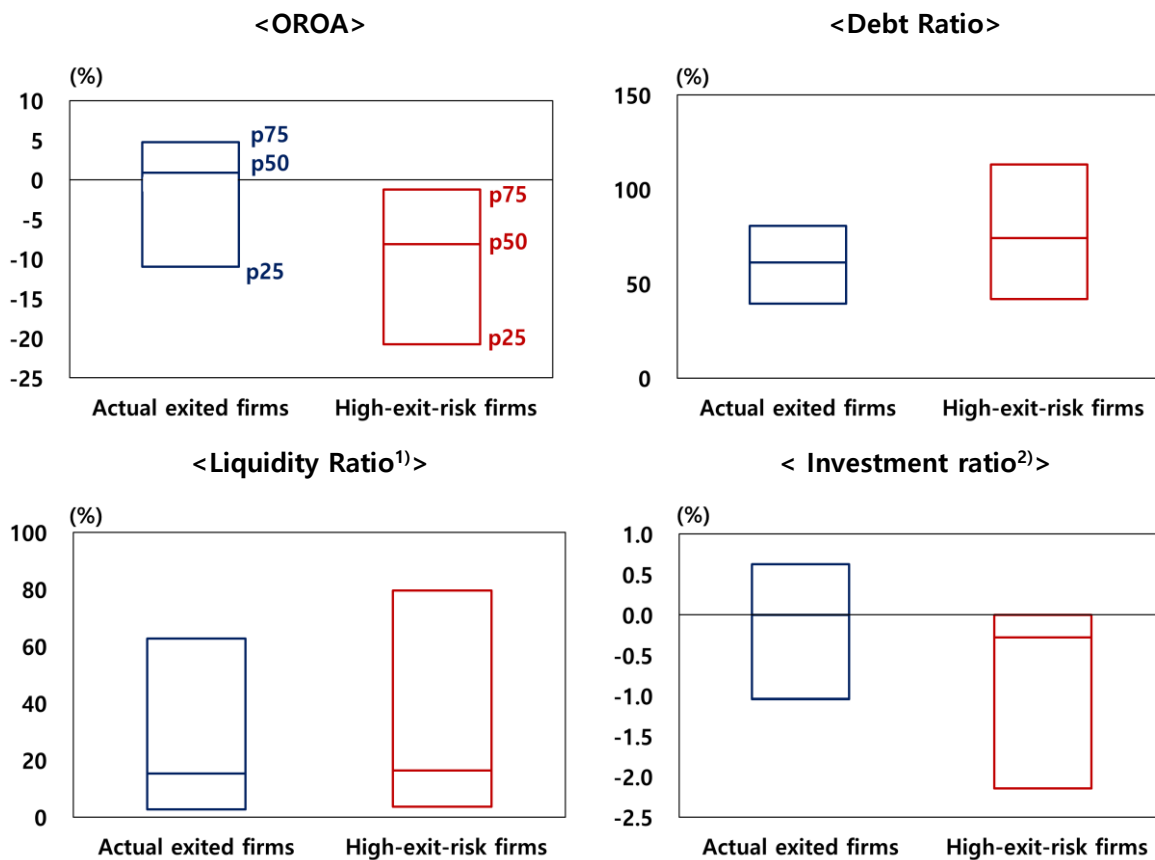 <OROA>
(%)
10
5
0
-5
-10
-15
-20
-25
p75
p50
p25
p75
p50
p25
Actual exited firms
High-exit-risk firms
<Debt Ratio>
(%)
150
100
50
0
Actual exited firms
High-exit-risk firms
<Liquidity Ratio1)>
(%)
100
80
60
40
20
0
Actual exited firms
High-exit-risk firms
< Investment ratio2)>
(%)
1.0
0.5
0.0
-0.5
-1.0
-1.5
-2.0
-2.5
Actual exited firms
High-exit-risk firms